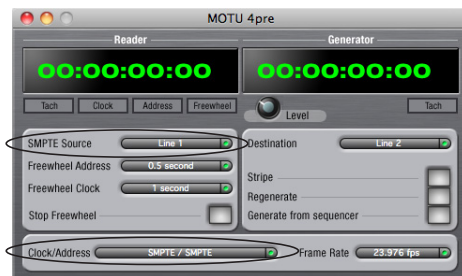 MOTU 4pre
Reader
Generator
00:00:00:00
00:00:00:00
Tach Clock Address Freewheel
Level
Tach
SMPTE Source Line 1
Freewheel Address 0.5 second
Freewheel Clock 1 second
Stop Freewheel
Destination Line 2
Stripe
Regenerate
Generate from sequencer
Clock/Address SMPTE / SMPTE
Frame Rate 23.976 fps